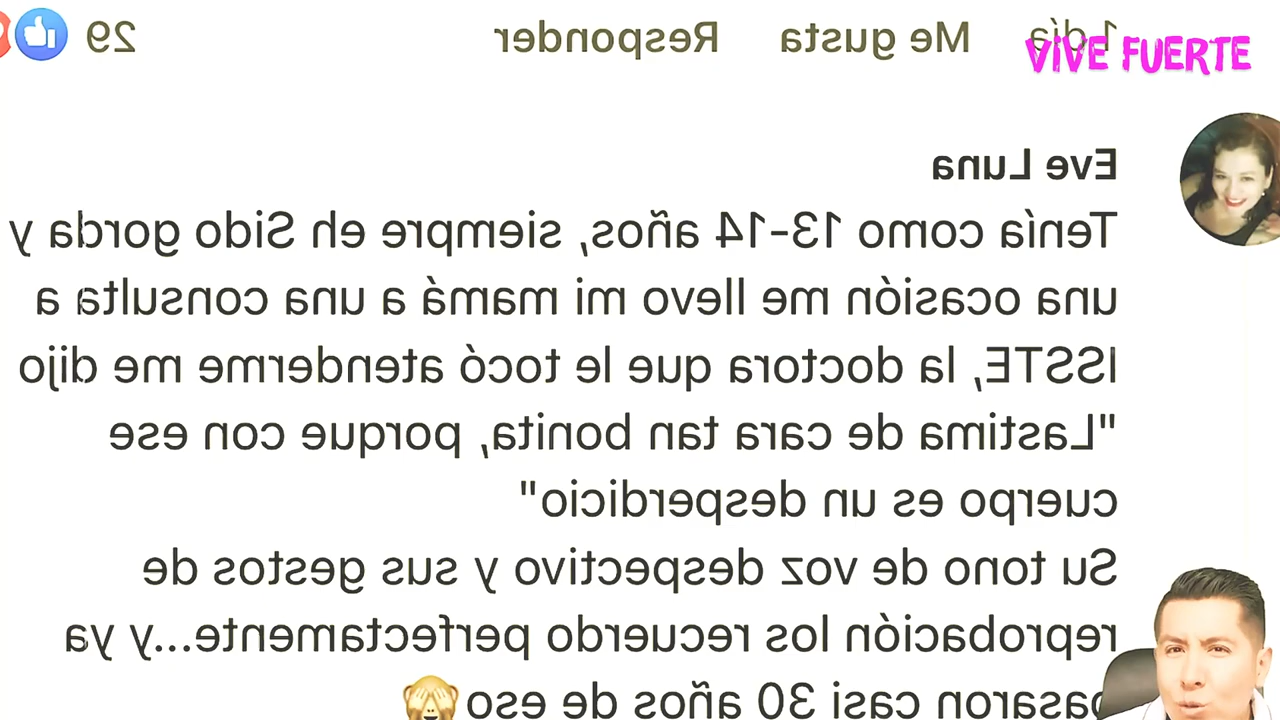 1 día Me gusta Responder 29
VIVE FUERTE
Eve Luna
Tenía como 13-14 años, siempre eh Sido gorda y
una ocasión me llevo mi mamá a una consulta a
ISSTE, la doctora que le tocó atenderme me dijo
"Lastima de cara tan bonita, porque con ese
cuerpo es un desperdicio"
Su tono de voz despectivo y sus gestos de
reprobación los recuerdo perfectamente...y ya
pasaron casi 30 años de eso🙈